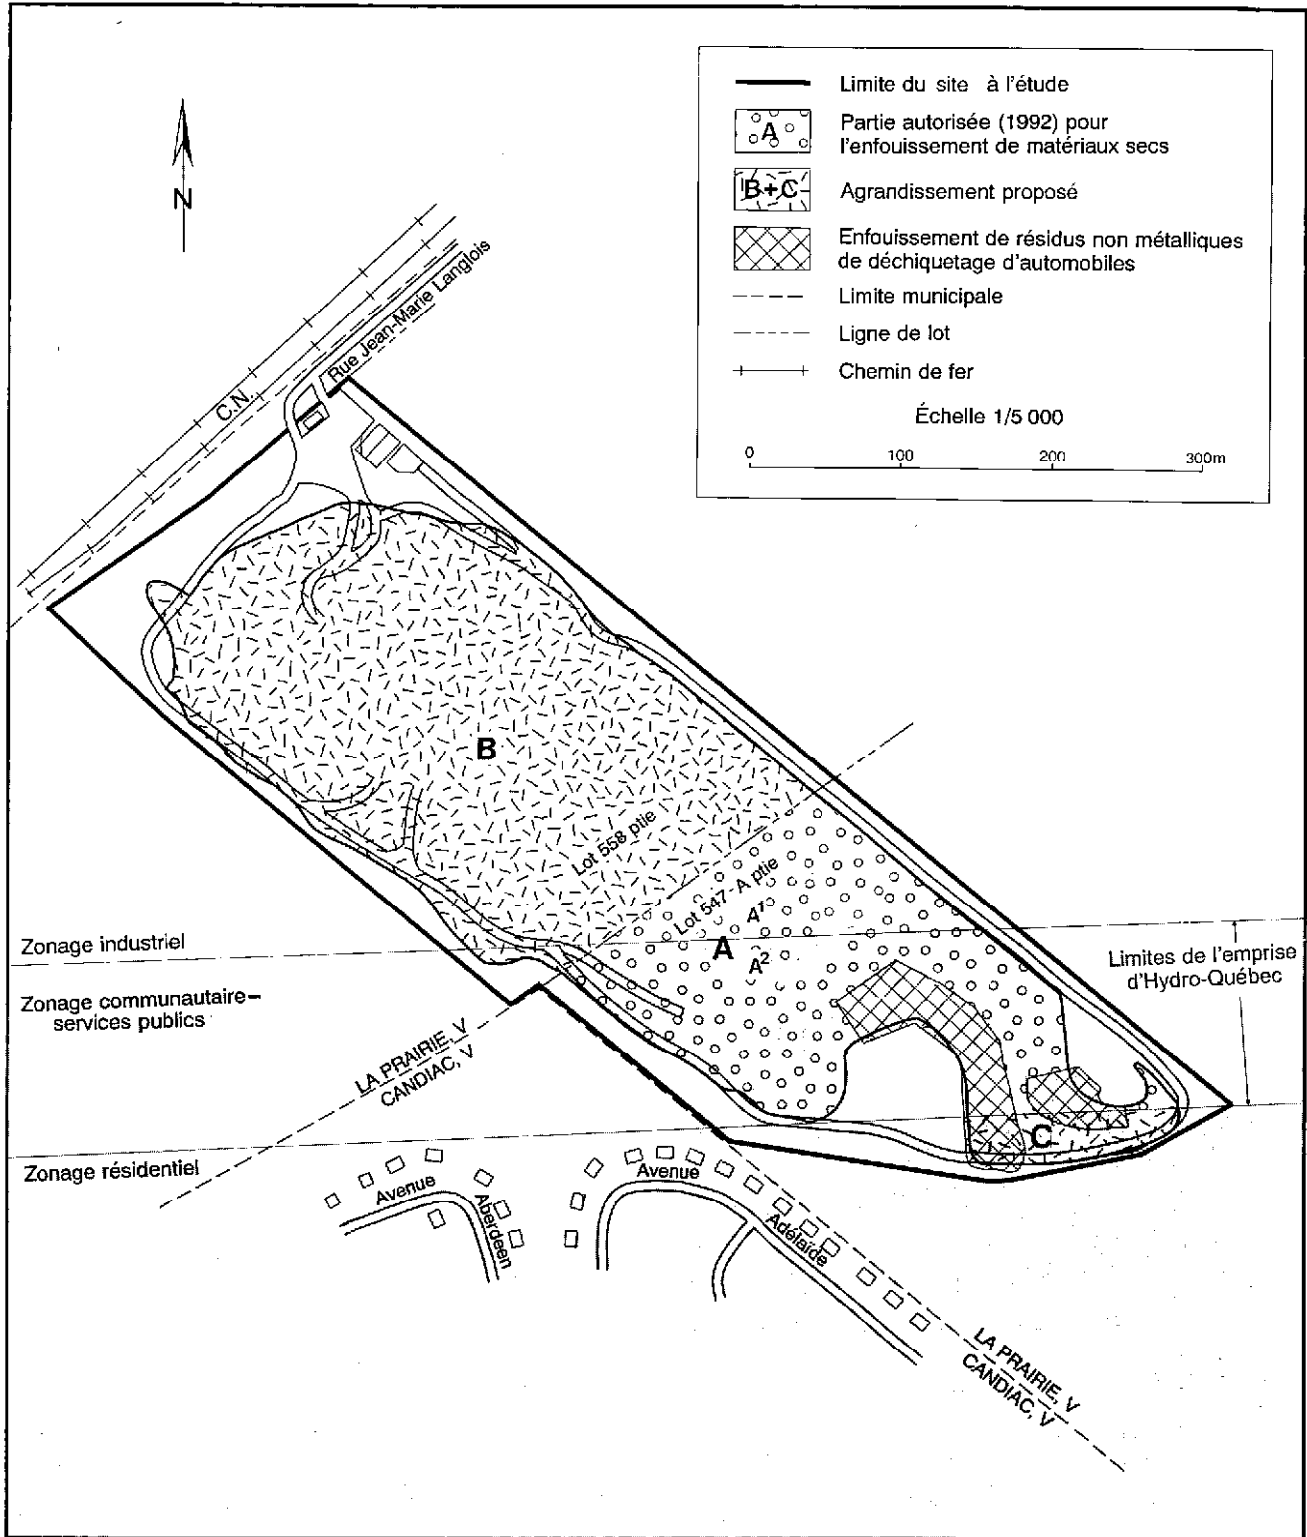 Limite du site à l'étude
A
Partie autorisée (1992) pour
l'enfouissement de matériaux secs
B+C
Agrandissement proposé
Enfouissement de résidus non métalliques
de déchiquetage d'automobiles
Limite municipale
Ligne de lot
Chemin de fer
Échelle 1/5 000
0 100 200 300m
N
C.N.
Rue Jean-Marie Langlois
B
Lot 558 ptie
Lot 547-A ptie
A1
A
A2
Zonage industriel
Limites de l'emprise
d'Hydro-Québec
Zonage communautaire–
services publics
LA PRAIRIE, V
CANDIAC, V
C
Zonage résidentiel
Avenue
Aberdeen
Avenue
Adélaïde
LA PRAIRIE, V
CANDIAC, V